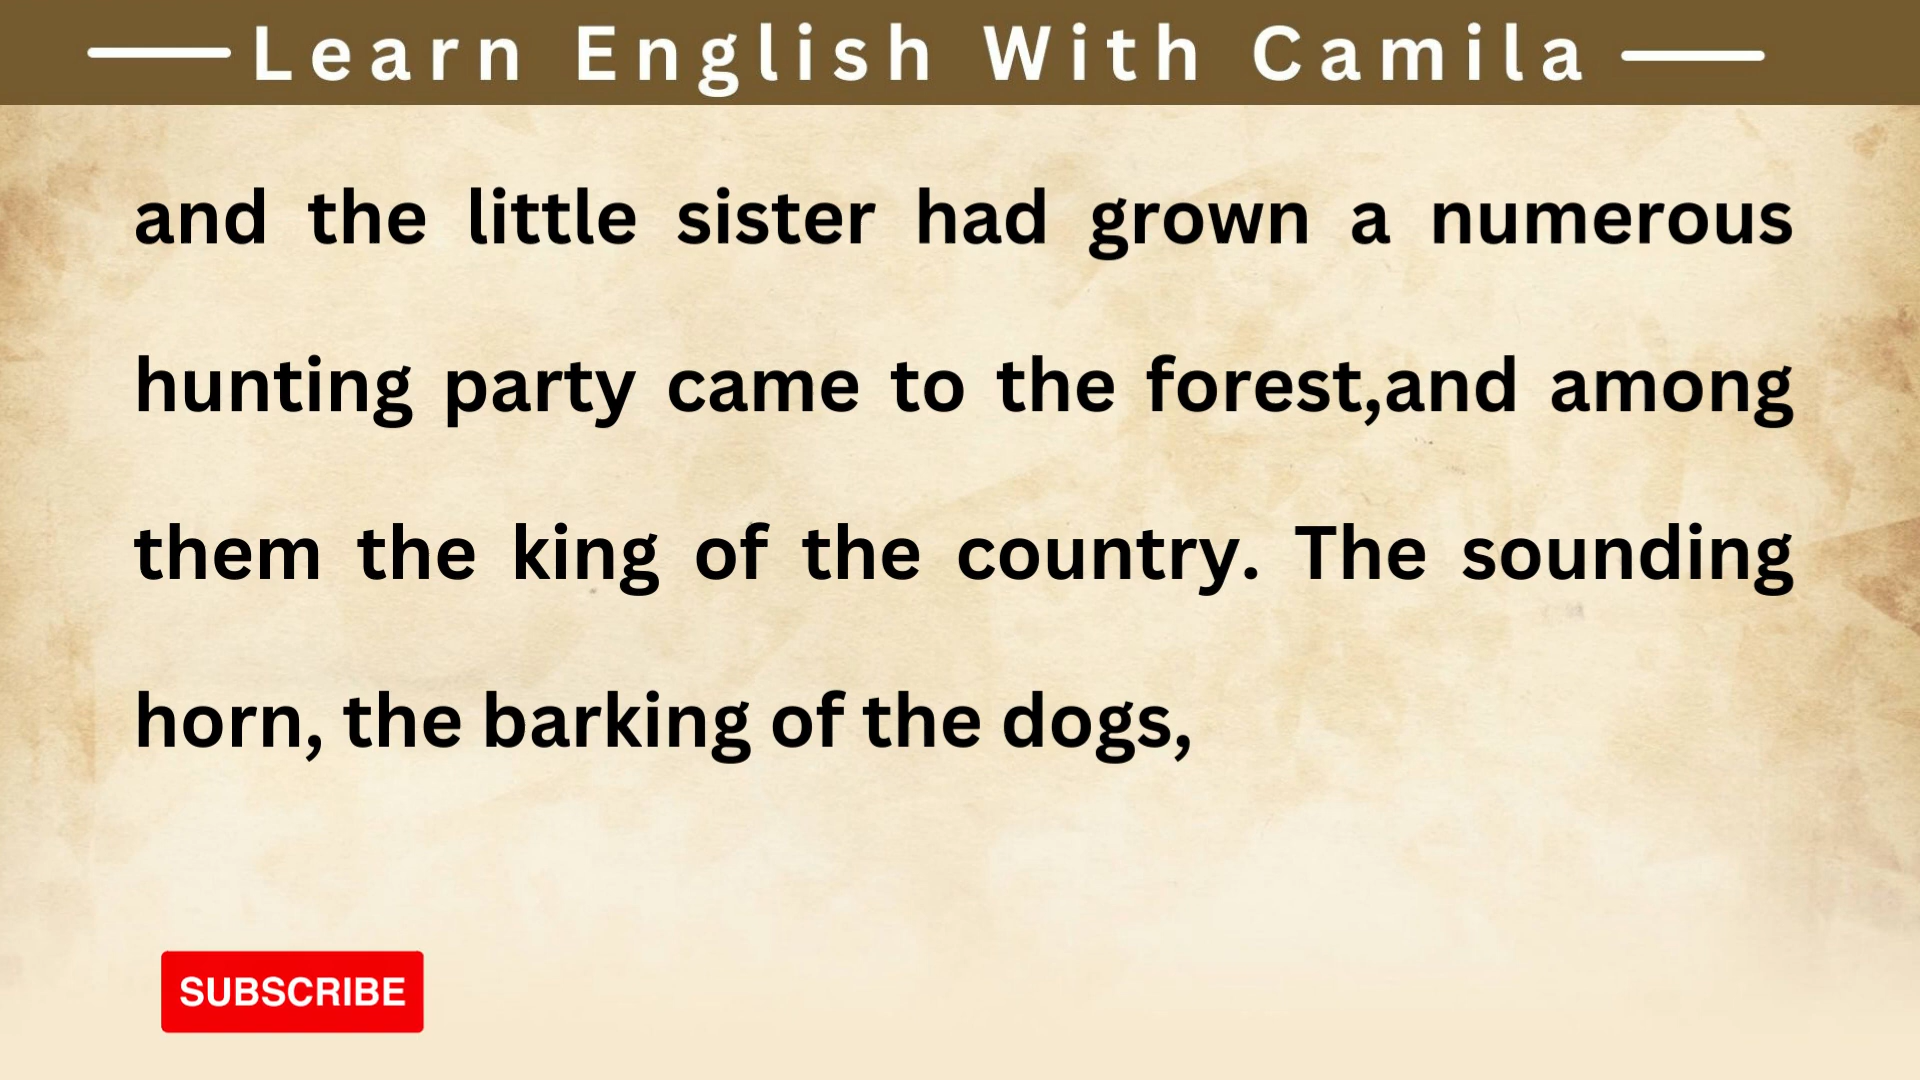 Learn English With Camila
and the little sister had grown a numerous
hunting party came to the forest,and among
them the king of the country. The sounding
horn, the barking of the dogs,
SUBSCRIBE